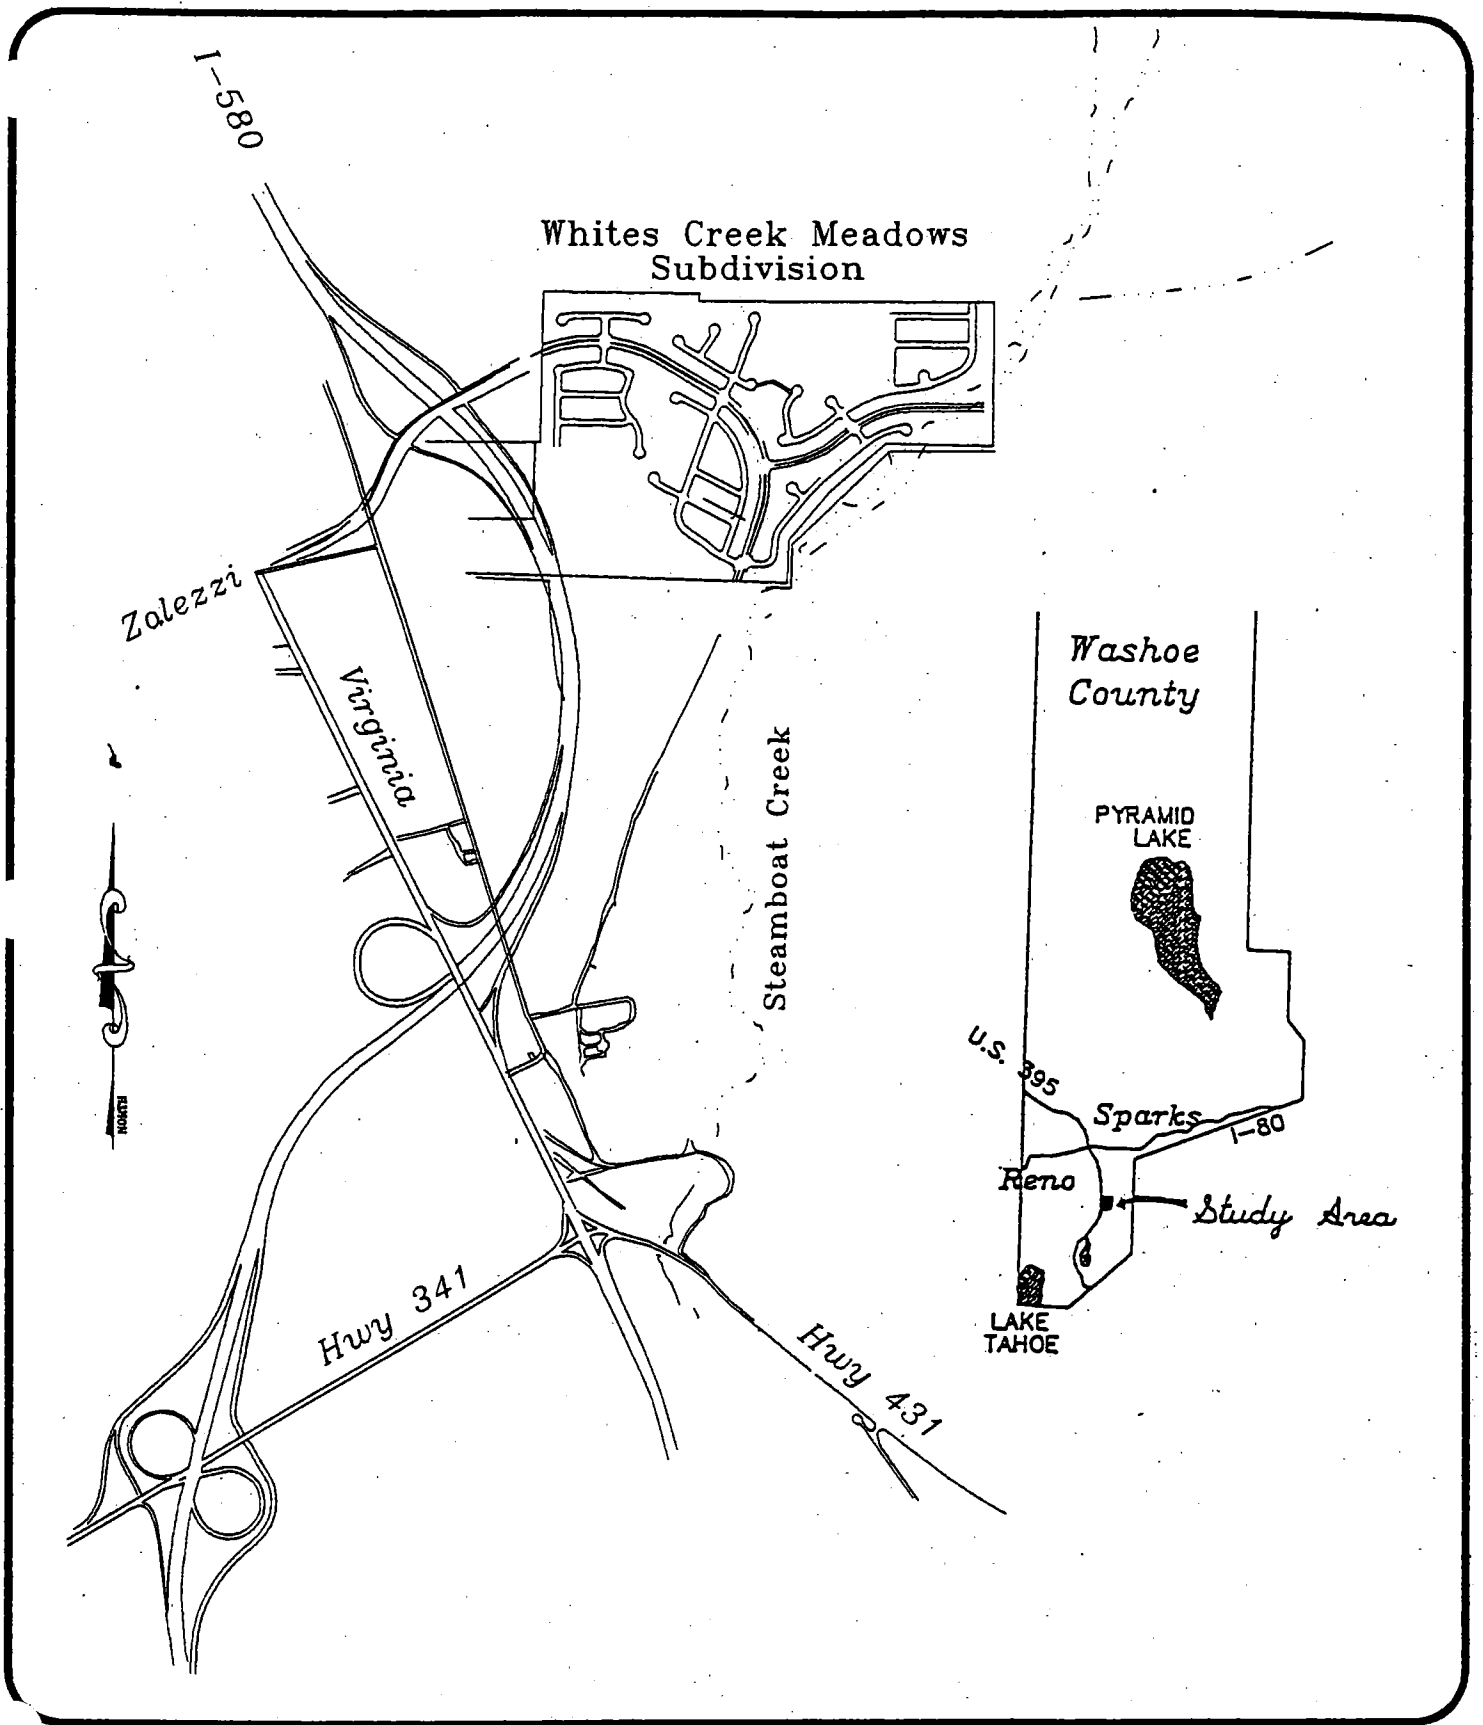 I-580
Whites Creek Meadows
Subdivision
Zalezzi
Virginia
Steamboat Creek
Washoe
County
PYRAMID
LAKE
U.S. 395
Sparks
I-80
Reno
Study Area
LAKE
TAHOE
NORTH
Hwy 341
Hwy 431